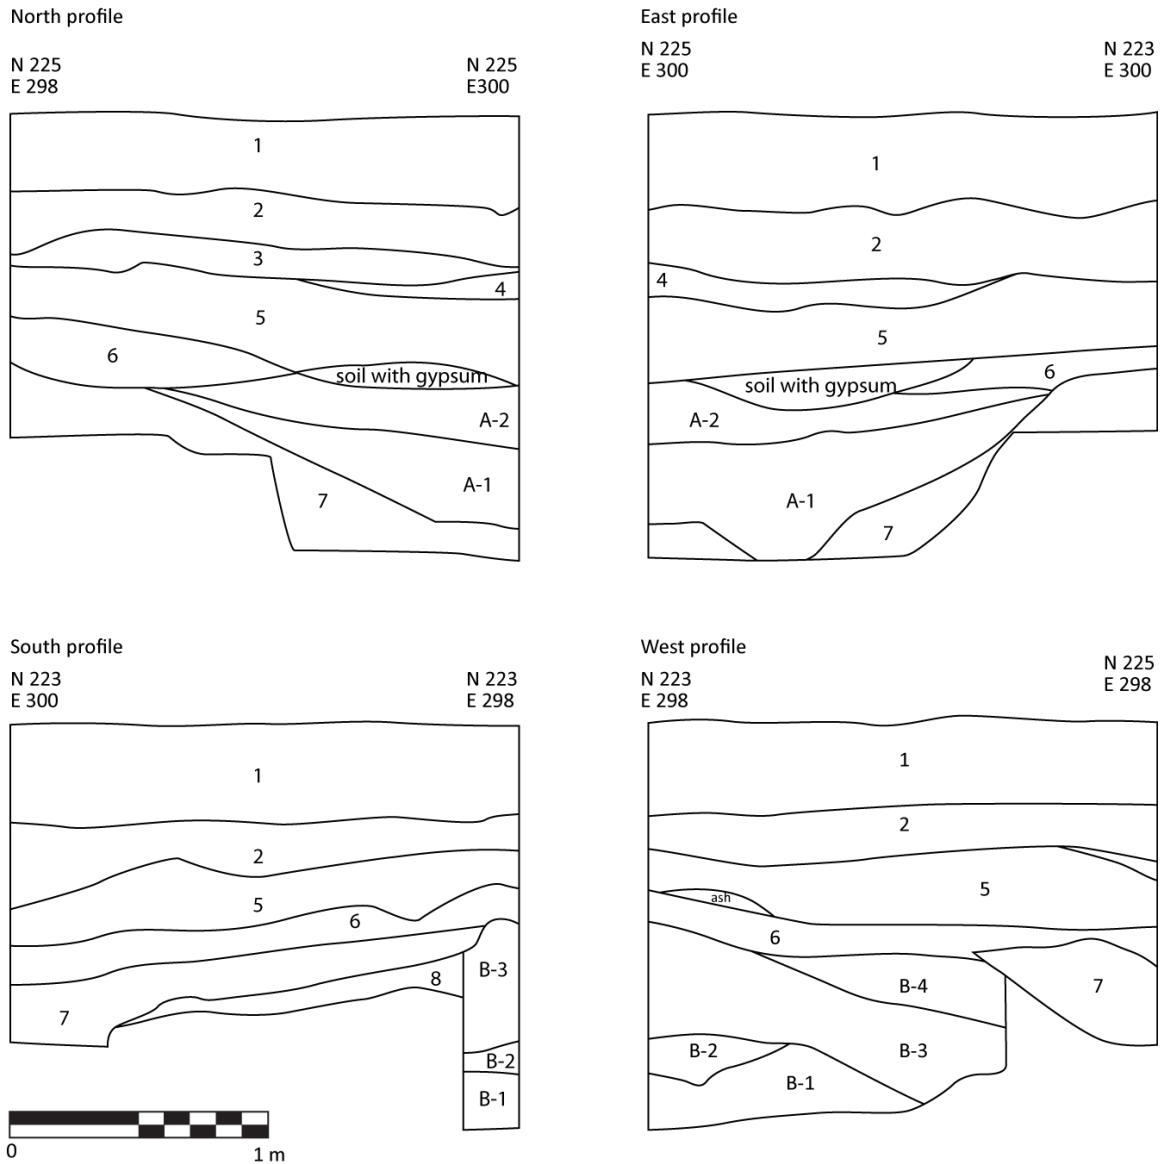 North profile
N 225
E 298
N 225
E300
1
2
3
4
5
6
soil with gypsum
A-2
A-1
7
East profile
N 225
E 300
N 223
E 300
1
2
4
5
6
soil with gypsum
A-2
A-1
7
South profile
N 223
E 300
N 223
E 298
1
2
5
6
B-3
8
7
B-2
B-1
0
1 m
West profile
N 223
E 298
N 225
E 298
1
2
5
ash
6
B-4
7
B-3
B-2
B-1